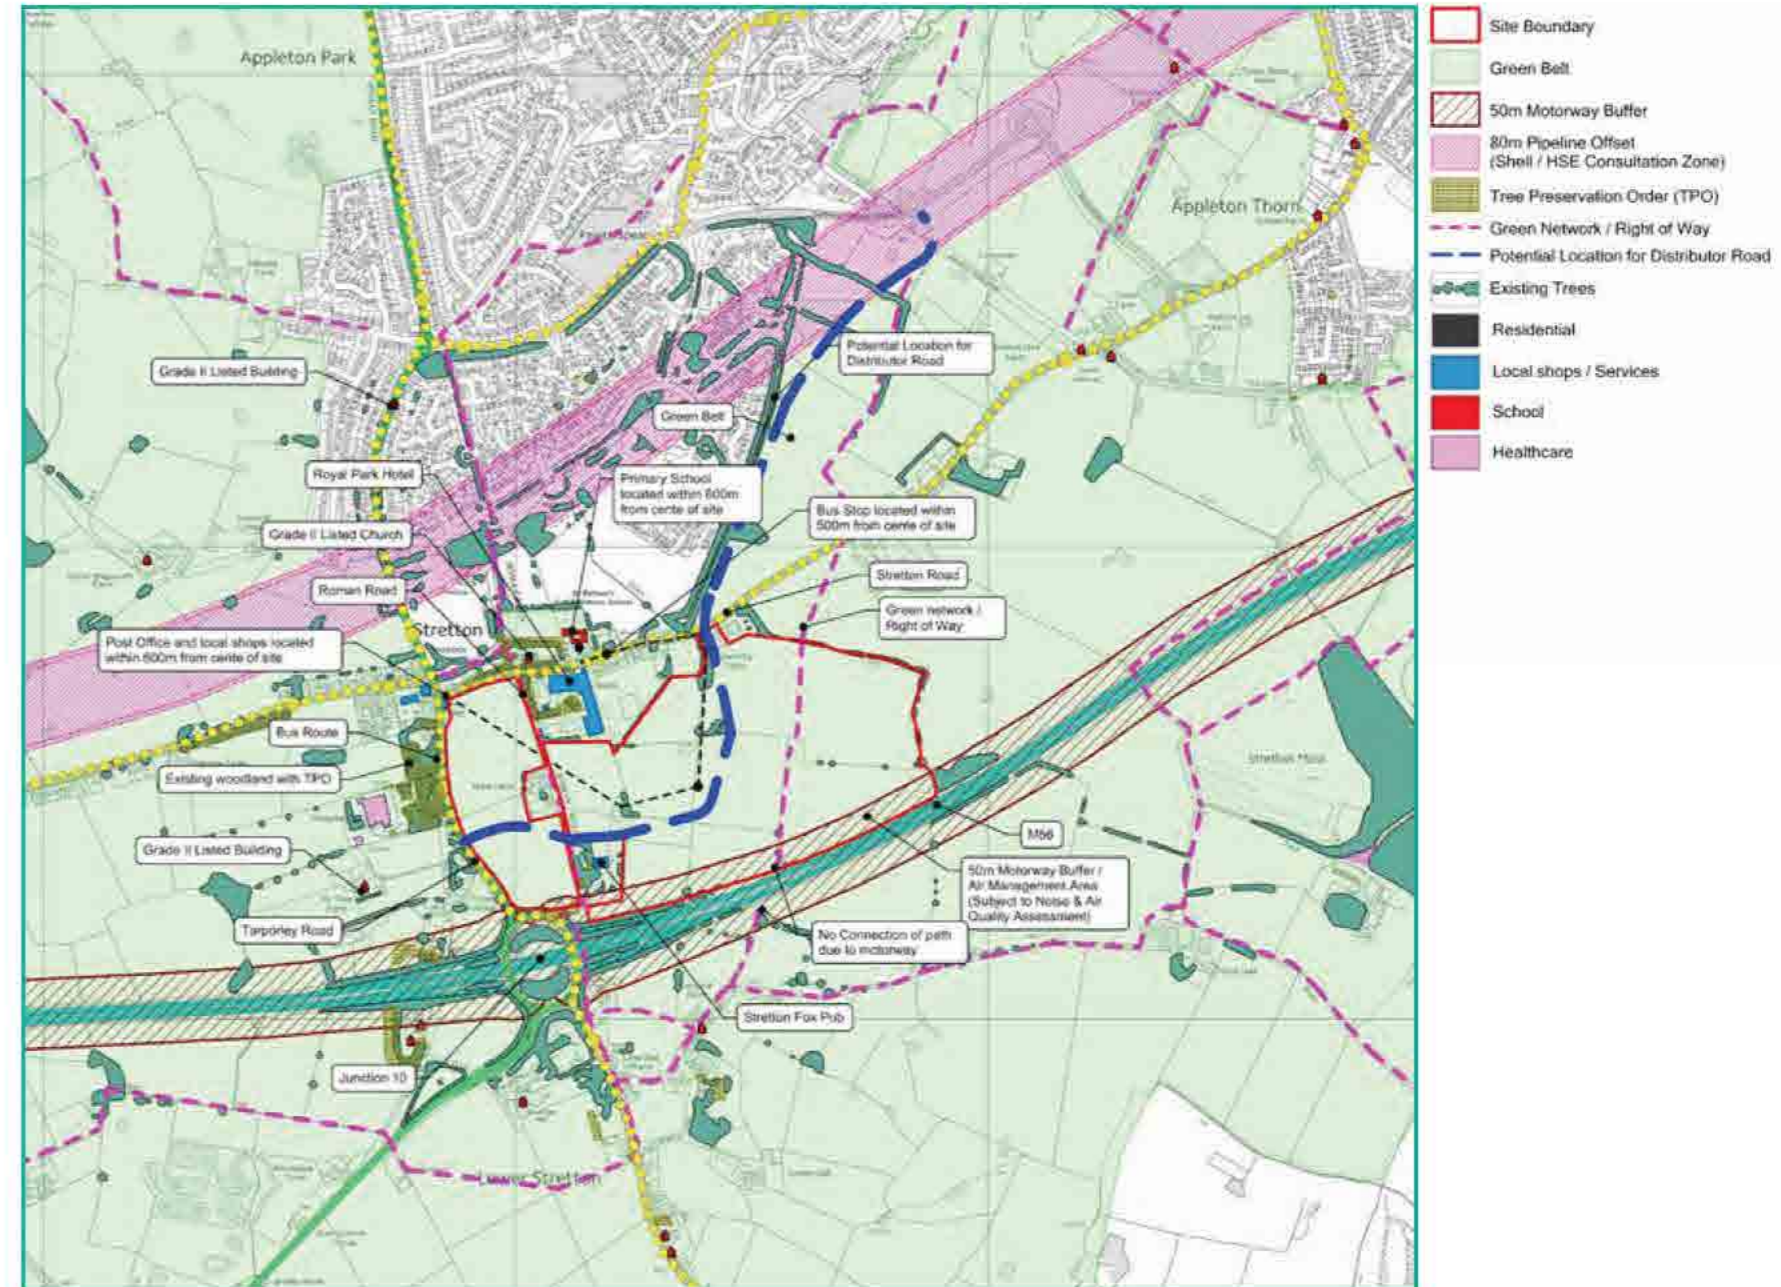 Appleton Park
Appleton Thorn
Grade II Listed Building
Potential Location for
Distributor Road
Green Belt
Royal Park Hotel
Primary School
located within 600m
from cente of site
Bus Stop located within
500m from cente of site
Grade II Listed Church
Roman Road
Stretton Road
Green network /
Right of Way
Stretton
Post Office and local shops located
within 600m from cente of site
Bus Route
Existing woodland with TPO
Stretton Moss
Grade II Listed Building
M56
50m Motorway Buffer /
Air Management Area
(Subject to Noise & Air
Quality Assessment)
Tarporley Road
No Connection of path
due to motorway
Stretton Fox Pub
Junction 10
Lower Stretton
Site Boundary
Green Belt
50m Motorway Buffer
80m Pipeline Offset
(Shell / HSE Consultation Zone)
Tree Preservation Order (TPO)
Green Network / Right of Way
Potential Location for Distributor Road
Existing Trees
Residential
Local shops / Services
School
Healthcare